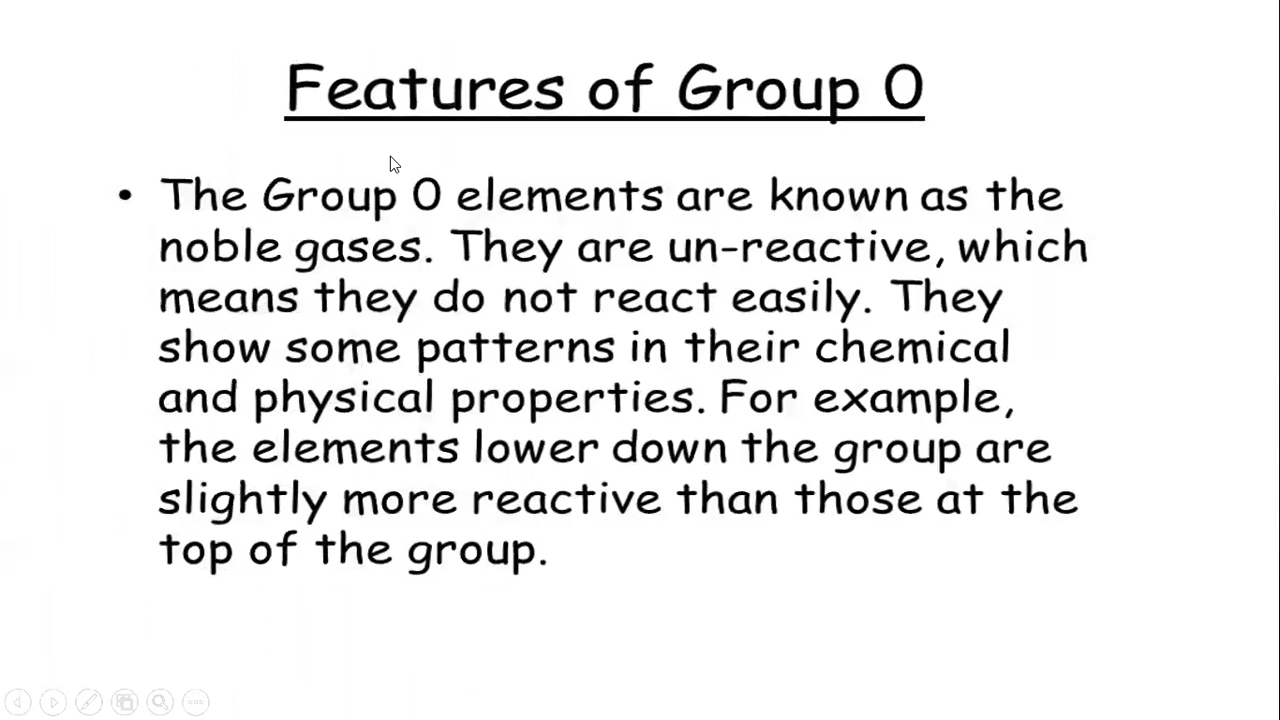 Features of Group 0
• The Group 0 elements are known as the
noble gases. They are un-reactive, which
means they do not react easily. They
show some patterns in their chemical
and physical properties. For example,
the elements lower down the group are
slightly more reactive than those at the
top of the group.